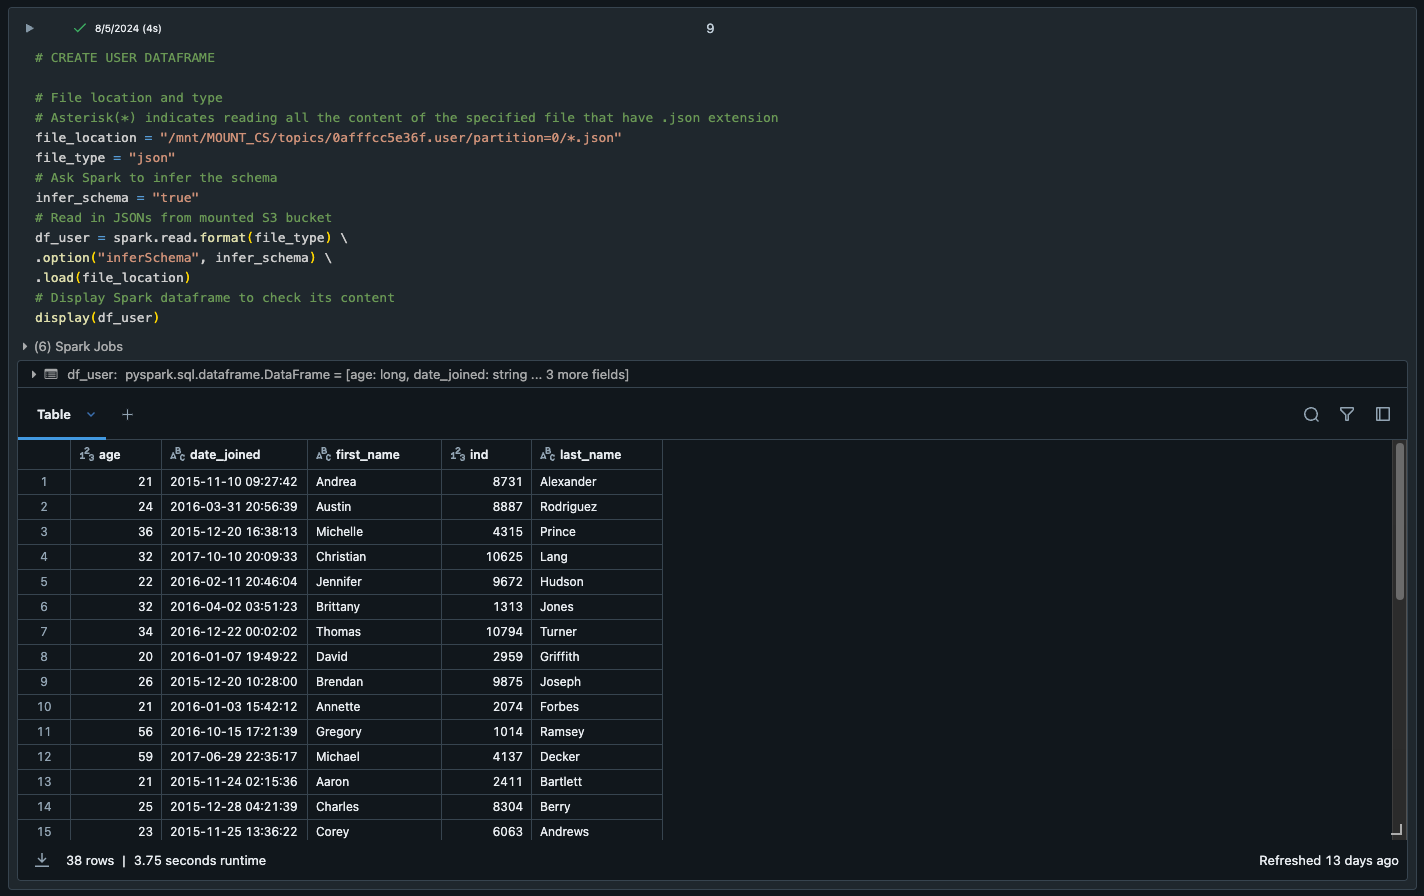 8/5/2024 (4s)
9
# CREATE USER DATAFRAME
# File location and type
# Asterisk(*) indicates reading all the content of the specified file that have .json extension
file_location = "/mnt/MOUNT_CS/topics/0afffcc5e36f.user/partition=0/*.json"
file_type = "json"
# Ask Spark to infer the schema
infer_schema = "true"
# Read in JSONs from mounted S3 bucket
df_user = spark.read.format(file_type) \
.option("inferSchema", infer_schema) \
.load(file_location)
# Display Spark dataframe to check its content
display(df_user)
(6) Spark Jobs
df_user: pyspark.sql.dataframe.DataFrame = [age: long, date_joined: string ... 3 more fields]
Table +
123 age ABC date_joined ABC first_name 123 ind ABC last_name
1 21 2015-11-10 09:27:42 Andrea 8731 Alexander
2 24 2016-03-31 20:56:39 Austin 8887 Rodriguez
3 36 2015-12-20 16:38:13 Michelle 4315 Prince
4 32 2017-10-10 20:09:33 Christian 10625 Lang
5 22 2016-02-11 20:46:04 Jennifer 9672 Hudson
6 32 2016-04-02 03:51:23 Brittany 1313 Jones
7 34 2016-12-22 00:02:02 Thomas 10794 Turner
8 20 2016-01-07 19:49:22 David 2959 Griffith
9 26 2015-12-20 10:28:00 Brendan 9875 Joseph
10 21 2016-01-03 15:42:12 Annette 2074 Forbes
11 56 2016-10-15 17:21:39 Gregory 1014 Ramsey
12 59 2017-06-29 22:35:17 Michael 4137 Decker
13 21 2015-11-24 02:15:36 Aaron 2411 Bartlett
14 25 2015-12-28 04:21:39 Charles 8304 Berry
15 23 2015-11-25 13:36:22 Corey 6063 Andrews
38 rows | 3.75 seconds runtime
Refreshed 13 days ago